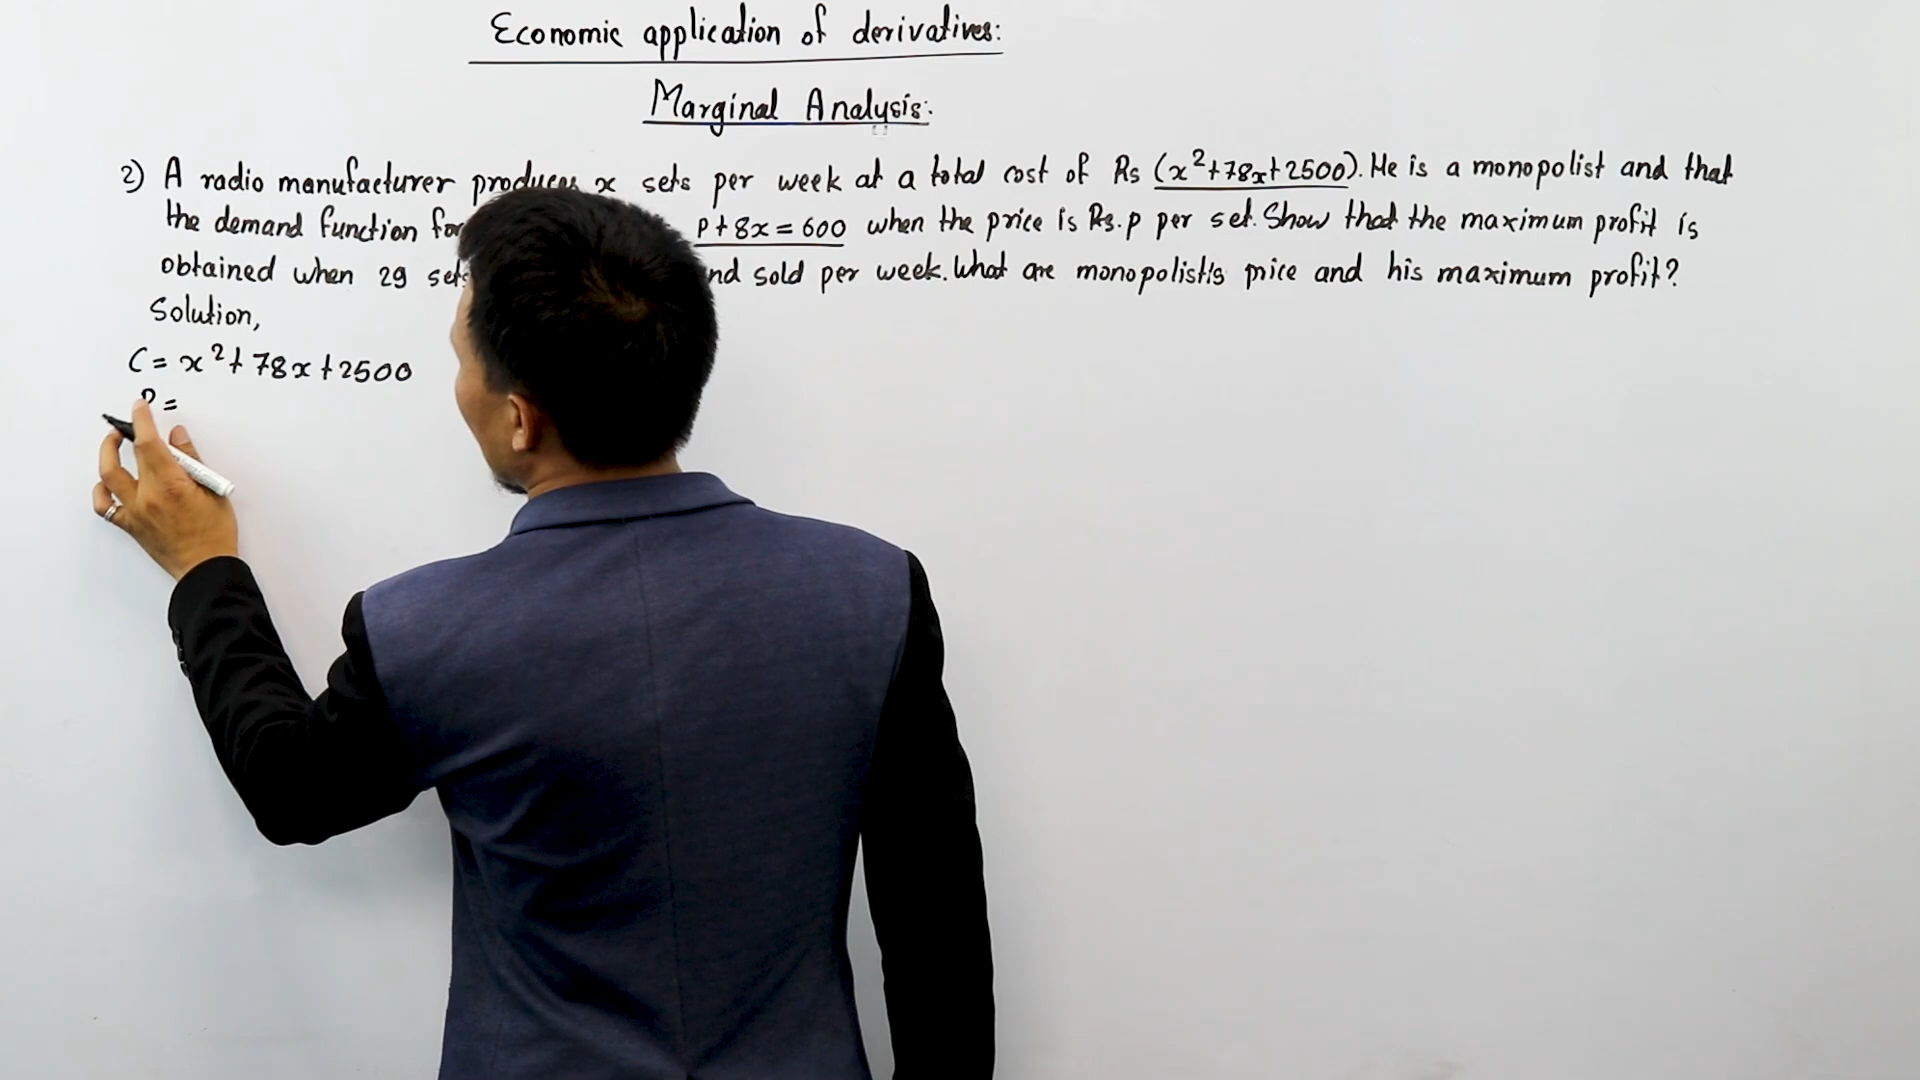 Economic application of derivatives:
Marginal Analysis:
2) A radio manufacturer produces x sets per week at a total cost of Rs (x²+78x+2500). He is a monopolist and that
the demand function for p+8x=600 when the price is Rs. p per set. Show that the maximum profit is
obtained when 29 sets nd sold per week. What are monopolist's price and his maximum profit?
Solution,
C = x²+78x+2500
P =